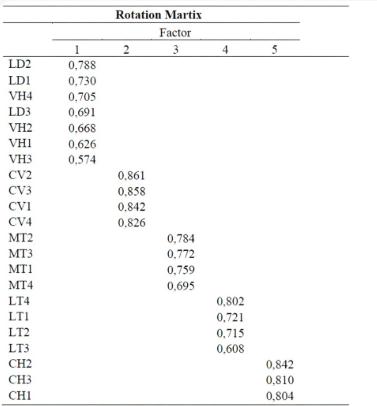 Rotation Martix
Factor
1 2 3 4 5
LD2 0,788
LD1 0,730
VH4 0,705
LD3 0,691
VH2 0,668
VH1 0,626
VH3 0,574
CV2 0,861
CV3 0,858
CV1 0,842
CV4 0,826
MT2 0,784
MT3 0,772
MT1 0,759
MT4 0,695
LT4 0,802
LT1 0,721
LT2 0,715
LT3 0,608
CH2 0,842
CH3 0,810
CH1 0,804